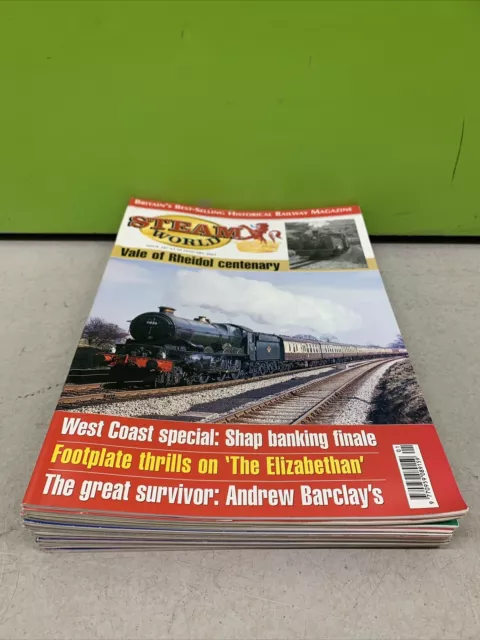 BRITAIN'S BEST-SELLING HISTORICAL RAILWAY MAGAZINE
STEAM
WORLD
Vale of Rheidol centenary
West Coast special: Shap banking finale
Footplate thrills on 'The Elizabethan'
The great survivor: Andrew Barclay's
01